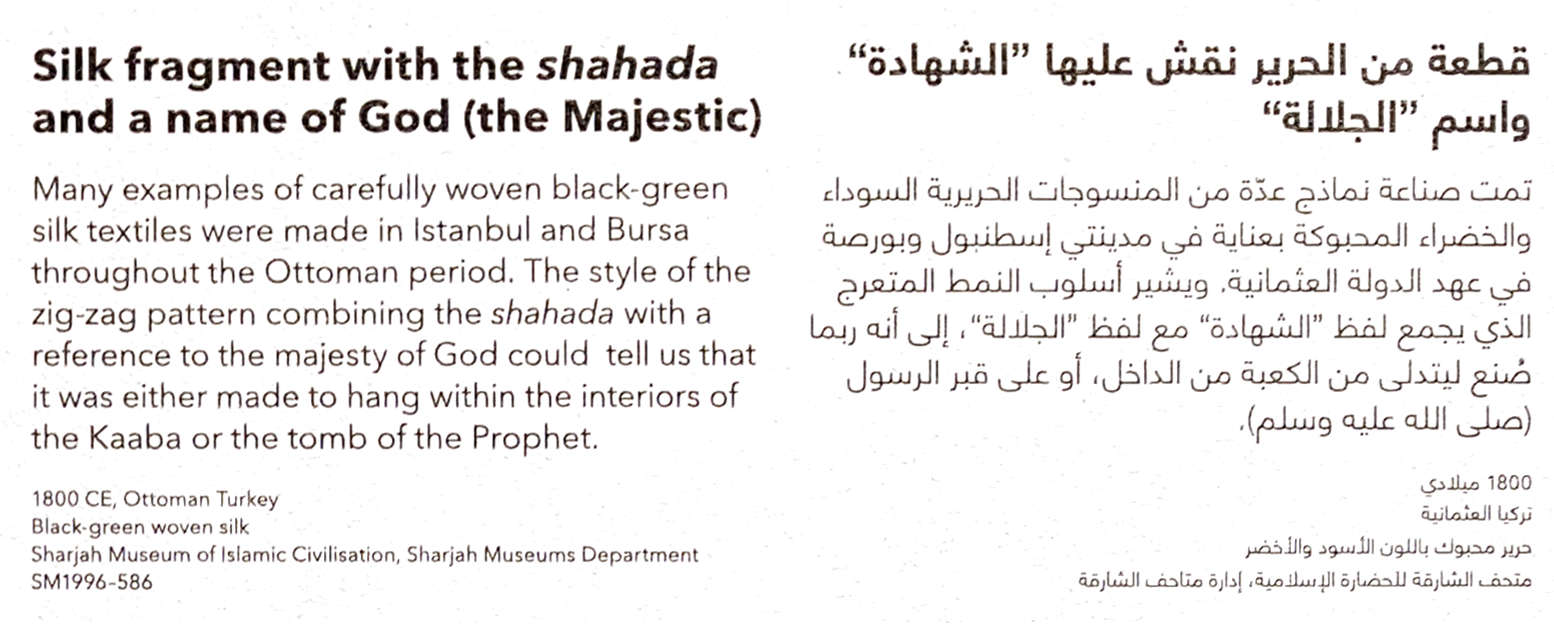 Silk fragment with the shahada
and a name of God (the Majestic)
Many examples of carefully woven black-green
silk textiles were made in Istanbul and Bursa
throughout the Ottoman period. The style of the
zig-zag pattern combining the shahada with a
reference to the majesty of God could tell us that
it was either made to hang within the interiors of
the Kaaba or the tomb of the Prophet.
1800 CE, Ottoman Turkey
Black-green woven silk
Sharjah Museum of Islamic Civilisation, Sharjah Museums Department
SM1996-586
قطعة من الحرير نقش عليها ”الشهادة“
واسم ”الجلالة“
تمت صناعة نماذج عدّة من المنسوجات الحريرية السوداء
والخضراء المحبوكة بعناية في مدينتي إسطنبول وبورصة
في عهد الدولة العثمانية. ويشير أسلوب النمط المتعرج
الذي يجمع لفظ ”الشهادة“ مع لفظ ”الجلالة“، إلى أنه ربما
صُنع ليتدلى من الكعبة من الداخل، أو على قبر الرسول
(صلى الله عليه وسلم).
1800 ميلادي
تركيا العثمانية
حرير محبوك باللون الأسود والأخضر
متحف الشارقة للحضارة الإسلامية، إدارة متاحف الشارقة